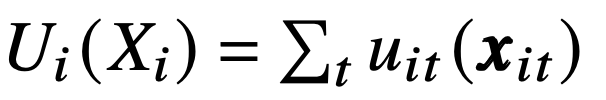 Uᵢ(Xᵢ) = ∑ₜ uᵢₜ(𝒙ᵢₜ)